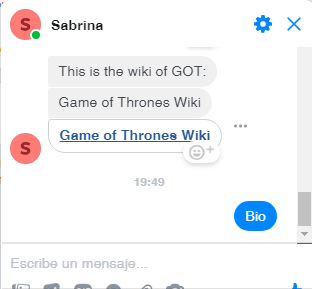 S Sabrina
This is the wiki of GOT:
Game of Thrones Wiki
Game of Thrones Wiki
S
19:49
Bio
Escribe un mensaje...